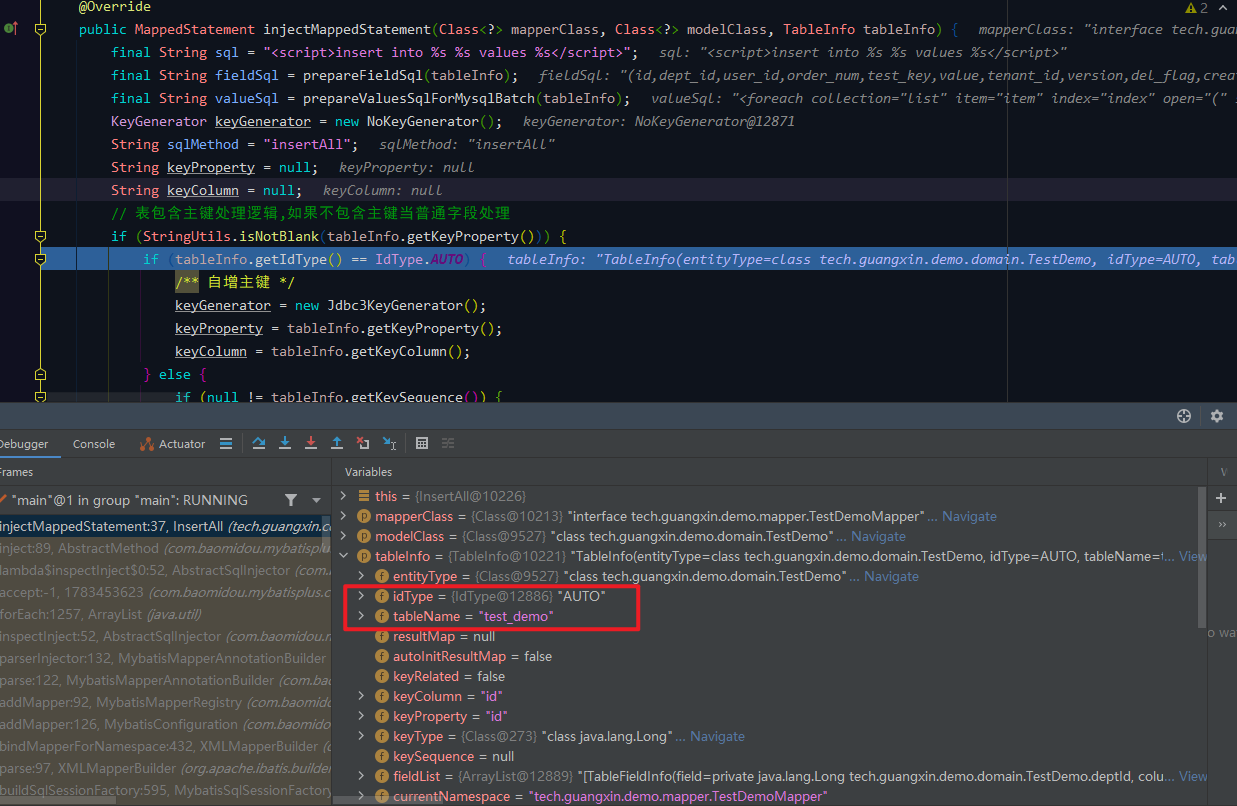 @Override
2
public MappedStatement injectMappedStatement(Class<?> mapperClass, Class<?> modelClass, TableInfo tableInfo) { mapperClass: "interface tech.gua
final String sql = "<script>insert into %s %s values %s</script>"; sql: "<script>insert into %s %s values %s</script>"
final String fieldSql = prepareFieldSql(tableInfo); fieldSql: "(id,dept_id,user_id,order_num,test_key,value,tenant_id,version,del_flag,crea
final String valueSql = prepareValuesSqlForMysqlBatch(tableInfo); valueSql: "<foreach collection="list" item="item" index="index" open="("
KeyGenerator keyGenerator = new NoKeyGenerator(); keyGenerator: NoKeyGenerator@12871
String sqlMethod = "insertAll"; sqlMethod: "insertAll"
String keyProperty = null; keyProperty: null
String keyColumn = null; keyColumn: null
// 表包含主键处理逻辑,如果不包含主键当普通字段处理
if (StringUtils.isNotBlank(tableInfo.getKeyProperty())) {
if (tableInfo.getIdType() == IdType.AUTO) { tableInfo: "TableInfo(entityType=class tech.guangxin.demo.domain.TestDemo, idType=AUTO, tab
/** 自增主键 */
keyGenerator = new Jdbc3KeyGenerator();
keyProperty = tableInfo.getKeyProperty();
keyColumn = tableInfo.getKeyColumn();
} else {
if (null != tableInfo.getKeySequence()) {
Debugger Console Actuator
Frames
Variables
"main"@1 in group "main": RUNNING
injectMappedStatement:37, InsertAll (tech.guangxin.c
inject:89, AbstractMethod (com.baomidou.mybatisplu
lambda$inspectInject$0:52, AbstractSqlInjector (com.
accept:-1, 1783453623 (com.baomidou.mybatisplus.c
forEach:1257, ArrayList (java.util)
inspectInject:52, AbstractSqlInjector (com.baomidou.m
parserInjector:132, MybatisMapperAnnotationBuilder
parse:122, MybatisMapperAnnotationBuilder (com.bao
addMapper:92, MybatisMapperRegistry (com.baomido
addMapper:126, MybatisConfiguration (com.baomidou
bindMapperForNamespace:432, XMLMapperBuilder (
parse:97, XMLMapperBuilder (org.apache.ibatis.builder
buildSqlSessionFactory:595, MybatisSqlSessionFactory
this = {InsertAll@10226}
mapperClass = {Class@10213} "interface tech.guangxin.demo.mapper.TestDemoMapper" ... Navigate
modelClass = {Class@9527} "class tech.guangxin.demo.domain.TestDemo" ... Navigate
tableInfo = {TableInfo@10221} "TableInfo(entityType=class tech.guangxin.demo.domain.TestDemo, idType=AUTO, tableName=t... View
entityType = {Class@9527} "class tech.guangxin.demo.domain.TestDemo" ... Navigate
idType = {IdType@12886} "AUTO"
tableName = "test_demo"
resultMap = null
autoInitResultMap = false
keyRelated = false
keyColumn = "id"
keyProperty = "id"
keyType = {Class@273} "class java.lang.Long" ... Navigate
keySequence = null
fieldList = {ArrayList@12889} "[TableFieldInfo(field=private java.lang.Long tech.guangxin.demo.domain.TestDemo.deptId, colu... View
currentNamespace = "tech.guangxin.demo.mapper.TestDemoMapper"
o wa